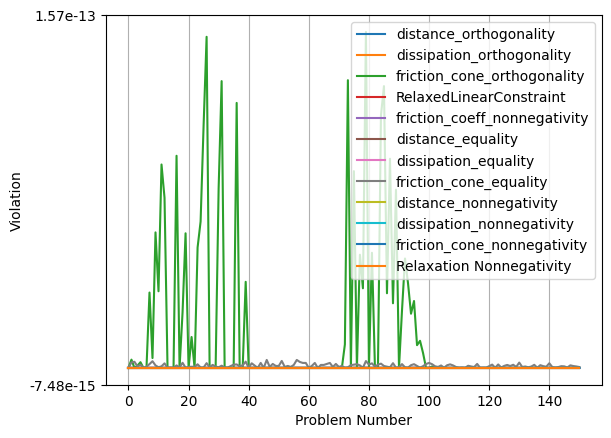 1.57e-13
distance_orthogonality
dissipation_orthogonality
friction_cone_orthogonality
RelaxedLinearConstraint
friction_coeff_nonnegativity
distance_equality
dissipation_equality
friction_cone_equality
distance_nonnegativity
dissipation_nonnegativity
friction_cone_nonnegativity
Relaxation Nonnegativity
Violation
-7.48e-15
0 20 40 60 80 100 120 140
Problem Number